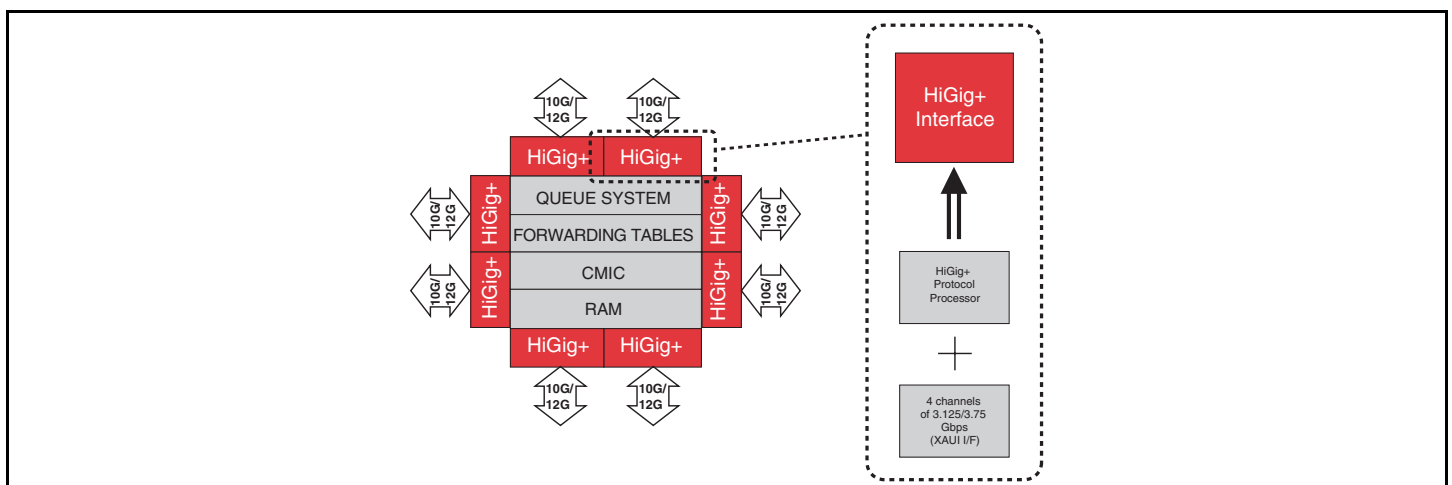 10G/
12G
10G/
12G
HiGig+
HiGig+
HiGig+
10G/
12G
QUEUE SYSTEM
HiGig+
10G/
12G
FORWARDING TABLES
HiGig+
10G/
12G
CMIC
HiGig+
10G/
12G
RAM
HiGig+
HiGig+
10G/
12G
10G/
12G
HiGig+
Interface
HiGig+
Protocol
Processor
4 channels
of 3.125/3.75
Gbps
(XAUI I/F)